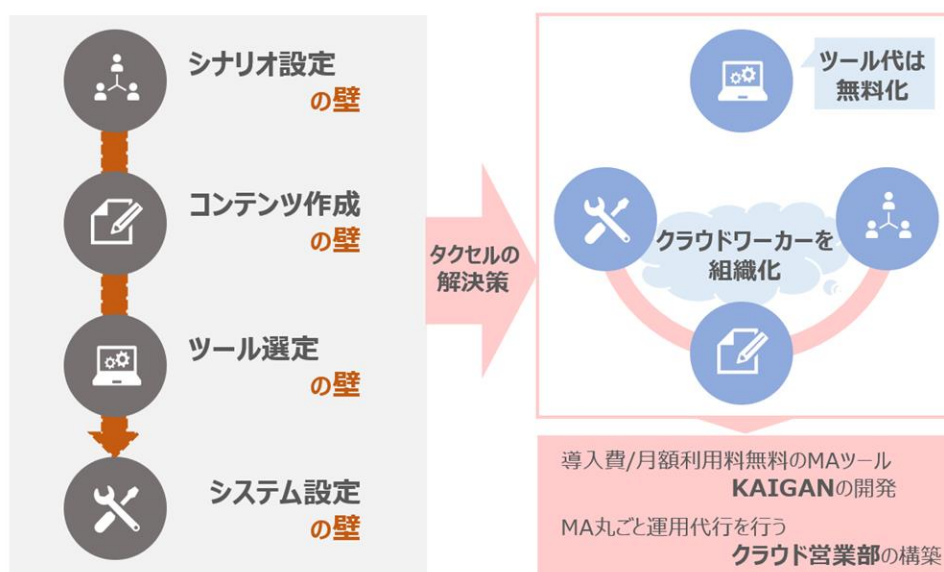 シナリオ設定
の壁
コンテンツ作成
の壁
ツール選定
の壁
システム設定
の壁
タクセルの
解決策
ツール代は
無料化
クラウドワーカーを
組織化
導入費/月額利用料無料のMAツール
KAIGANの開発
MA丸ごと運用代行を行う
クラウド営業部の構築